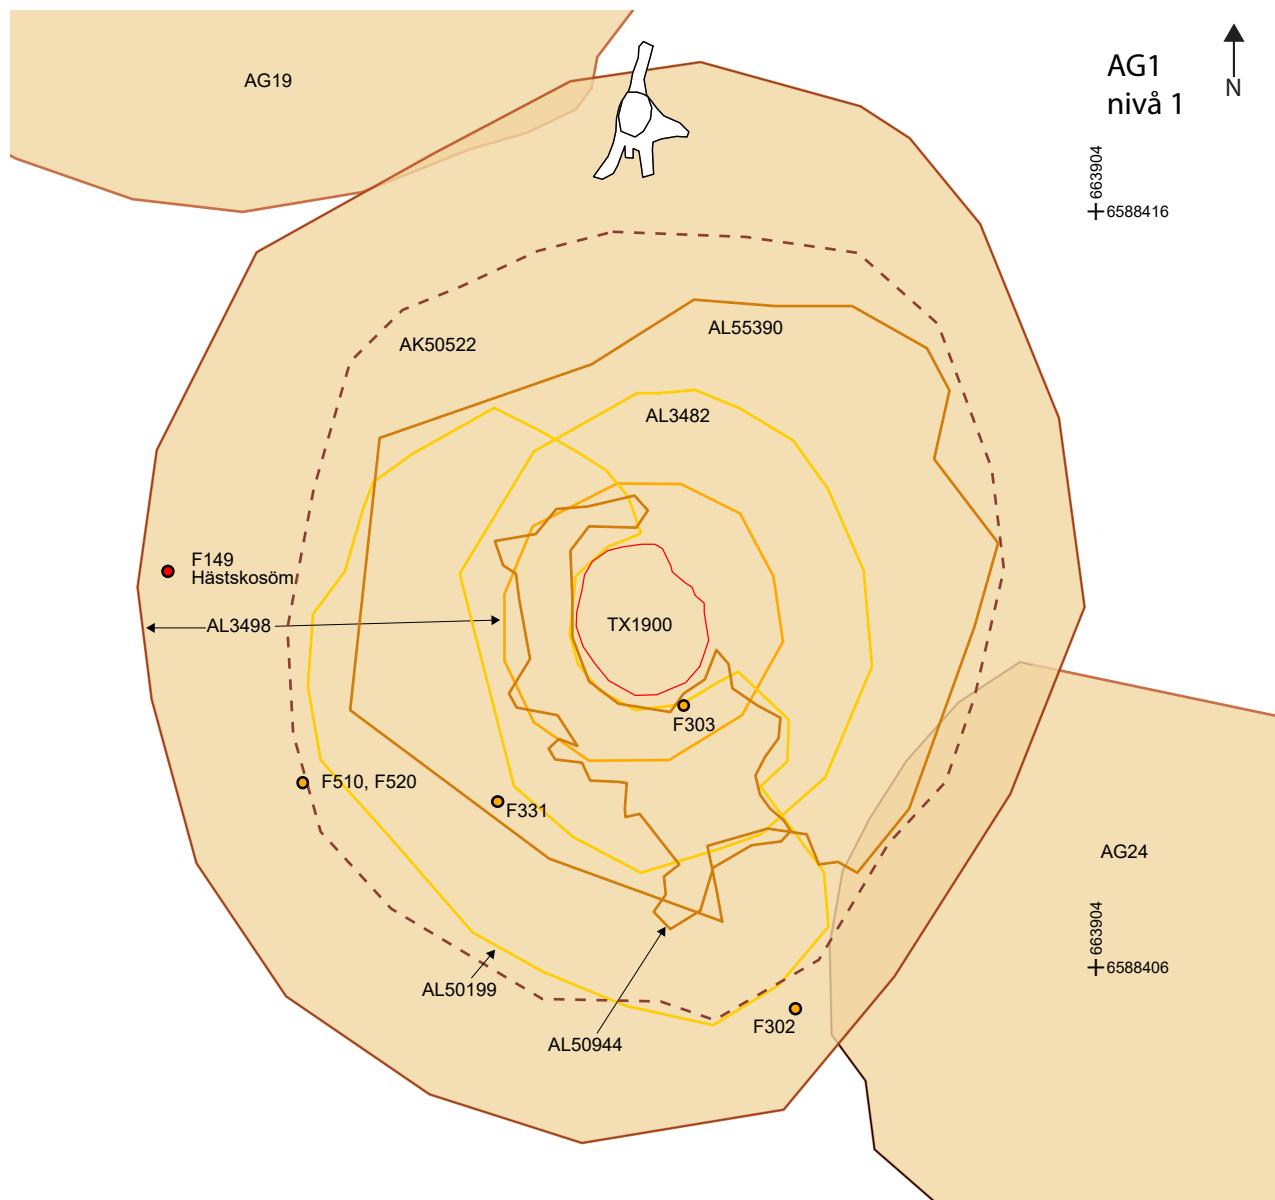 AG19
AG1
nivå 1
N
663904
6588416
AL55390
AK50522
AL3482
F149
Hästskosöm
AL3498
TX1900
F303
F510, F520
F331
AG24
663904
6588406
AL50199
F302
AL50944